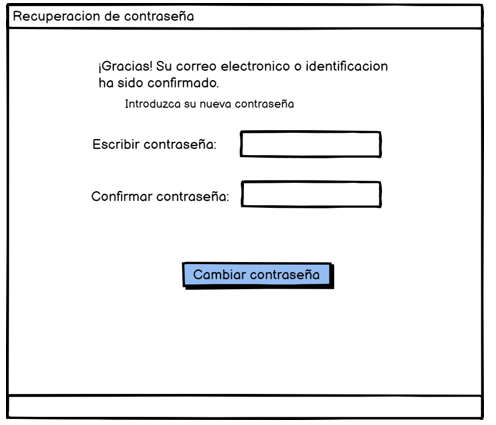 Recuperacion de contraseña
¡Gracias! Su correo electronico o identificacion
ha sido confirmado.
Introduzca su nueva contraseña
Escribir contraseña:
Confirmar contraseña:
Cambiar contraseña